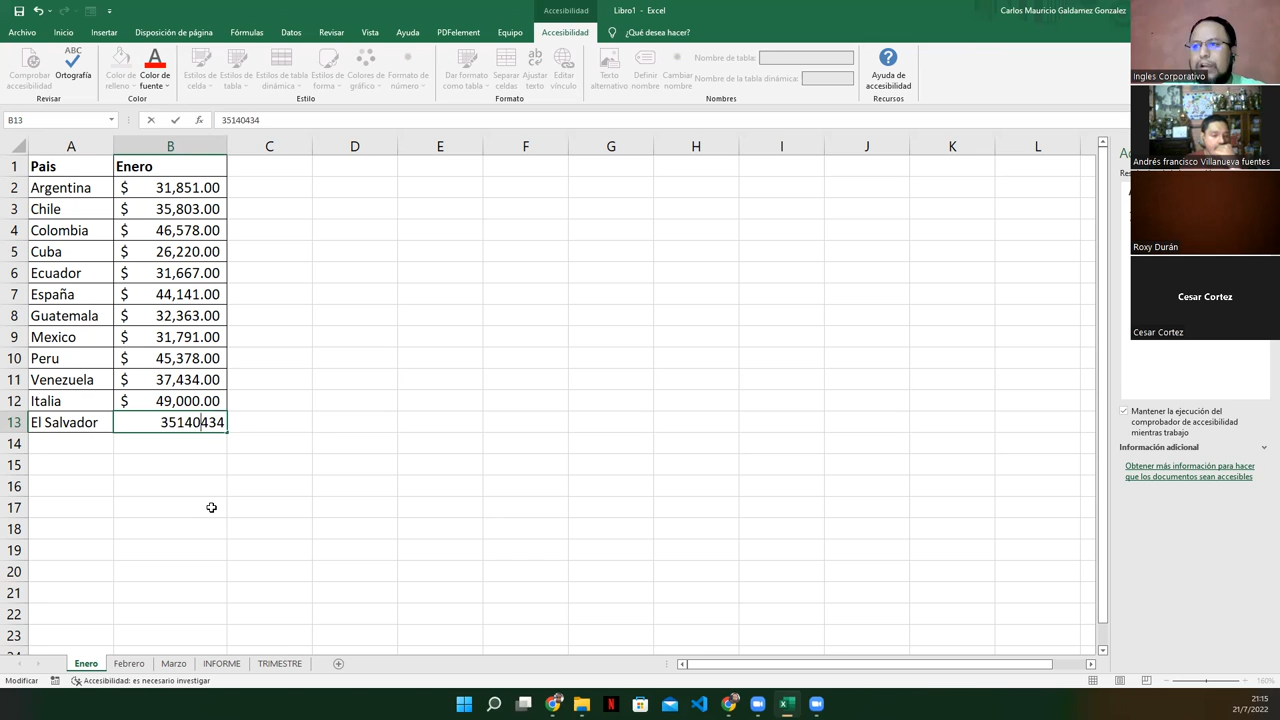 Accesibilidad
Libro1 - Excel
Carlos Mauricio Galdamez Gonzalez
Archivo
Inicio
Insertar
Disposición de página
Fórmulas
Datos
Revisar
Vista
Ayuda
PDFelement
Equipo
Accesibilidad
¿Qué desea hacer?
Comprobar accesibilidad
ABC
Ortografía
Revisar
Color de relleno
Color de fuente
Color
Estilos de celda
Estilos de tabla
Estilos de tabla dinámica
Estilos de forma
Colores de gráfico
Formato de número
Estilo
Dar formato como tabla
Separar celdas
Ajustar texto
Editar vínculo
Formato
Texto alternativo
Definir nombre
Cambiar nombre
Nombre de tabla:
Nombre de la tabla dinámica:
Nombres
Ayuda de accesibilidad
Recursos
B13
fx
35140434
A B C D E F G H I J K L
1 Pais Enero
2 Argentina $ 31,851.00
3 Chile $ 35,803.00
4 Colombia $ 46,578.00
5 Cuba $ 26,220.00
6 Ecuador $ 31,667.00
7 España $ 44,141.00
8 Guatemala $ 32,363.00
9 Mexico $ 31,791.00
10 Peru $ 45,378.00
11 Venezuela $ 37,434.00
12 Italia $ 49,000.00
13 El Salvador 35140434
14
15
16
17
18
19
20
21
22
23
Ingles Corporativo
Andrés francisco Villanueva fuentes
Roxy Durán
Cesar Cortez
Cesar Cortez
Mantener la ejecución del
comprobador de accesibilidad
mientras trabajo
Información adicional
Obtener más información para hacer
que los documentos sean accesibles
Enero
Febrero
Marzo
INFORME
TRIMESTRE
Modificar
Accesibilidad: es necesario investigar
160%
21:15
21/7/2022